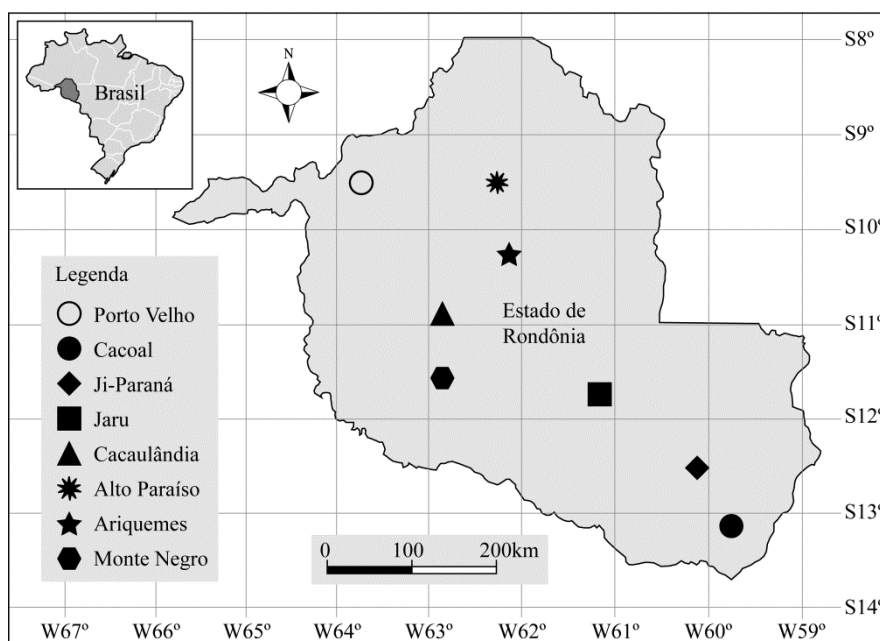 Brasil
N
S8º
S9º
S10º
S11º
S12º
S13º
S14º
Legenda
Porto Velho
Cacoal
Ji-Paraná
Jaru
Cacaulândia
Alto Paraíso
Ariquemes
Monte Negro
Estado de
Rondônia
0 100 200km
W67º W66º W65º W64º W63º W62º W61º W60º W59º